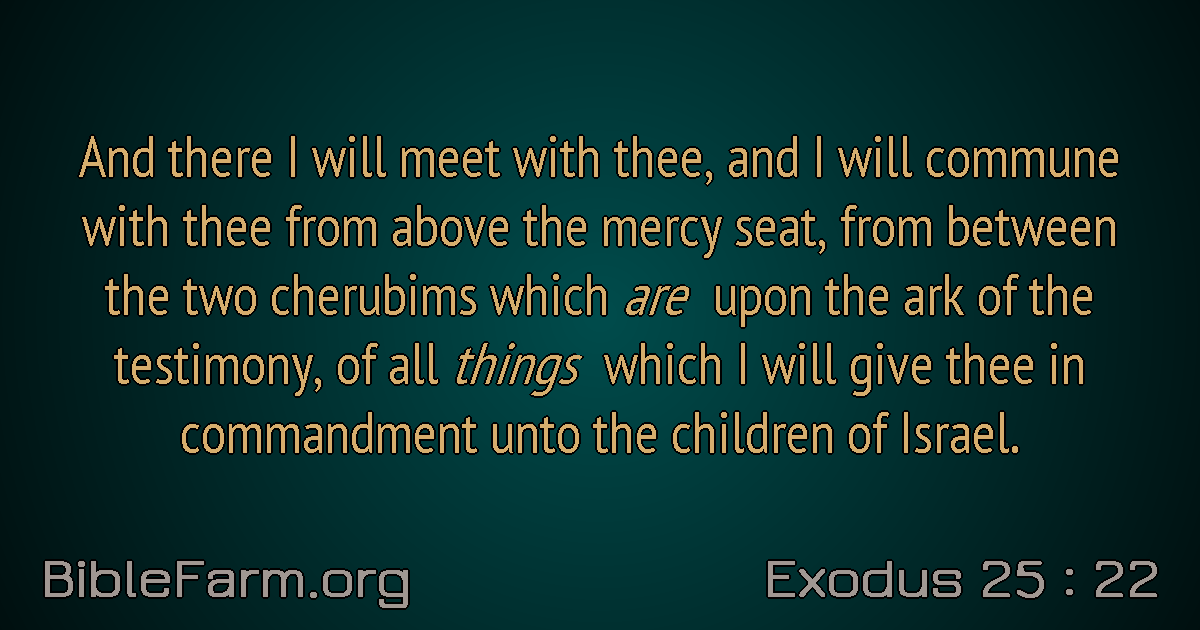 And there I will meet with thee, and I will commune
with thee from above the mercy seat, from between
the two cherubims which are upon the ark of the
testimony, of all things which I will give thee in
commandment unto the children of Israel.
BibleFarm.org
Exodus 25 : 22